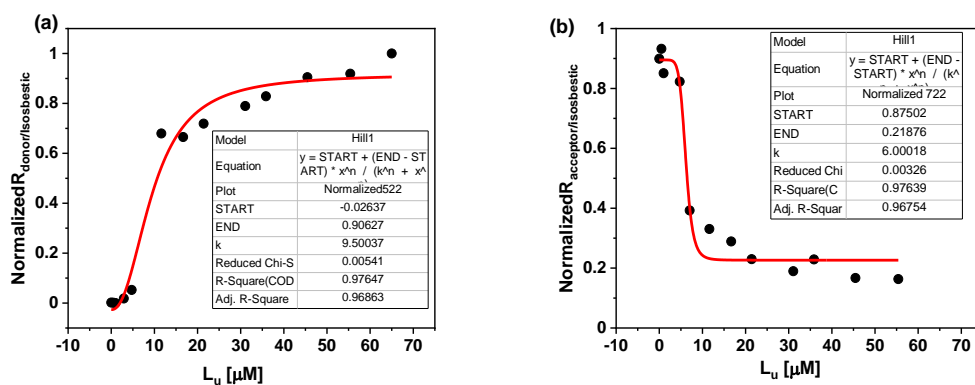 (a)
NormalizedR donor/Isosbestic
1
0.8
0.6
0.4
0.2
0
-10 0 10 20 30 40 50 60 70
L u [µM]
Model Hill1
Equation y = START + (END - ST
ART) * x^n / (k^n + x^
Plot Normalized522
START -0.02637
END 0.90627
k 9.50037
Reduced Chi-S 0.00541
R-Square(COD 0.97647
Adj. R-Square 0.96863
(b)
NormalizedR acceptor/isosbestic
1
0.8
0.6
0.4
0.2
0
-10 0 10 20 30 40 50 60 70
L u [µM]
Model Hill1
Equation y = START + (END -
START) * x^n / (k^
Plot Normalized 722
START 0.87502
END 0.21876
k 6.00018
Reduced Chi 0.00326
R-Square(C 0.97639
Adj. R-Squar 0.96754